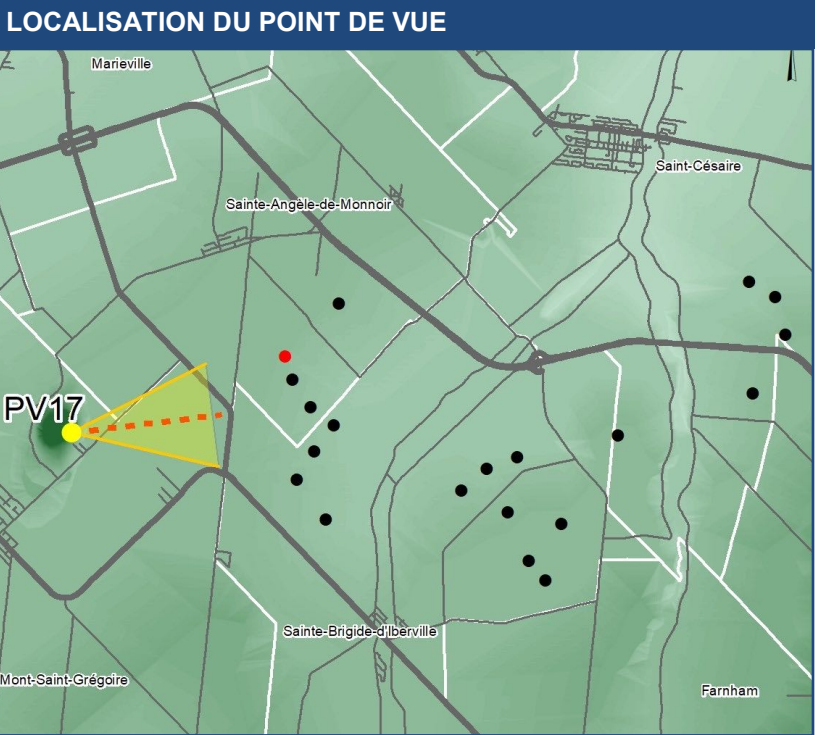 LOCALISATION DU POINT DE VUE
Marieville
Saint-Césaire
Sainte-Angèle-de-Monnoir
PV17
Sainte-Brigide-d'Iberville
Mont-Saint-Grégoire
Farnham